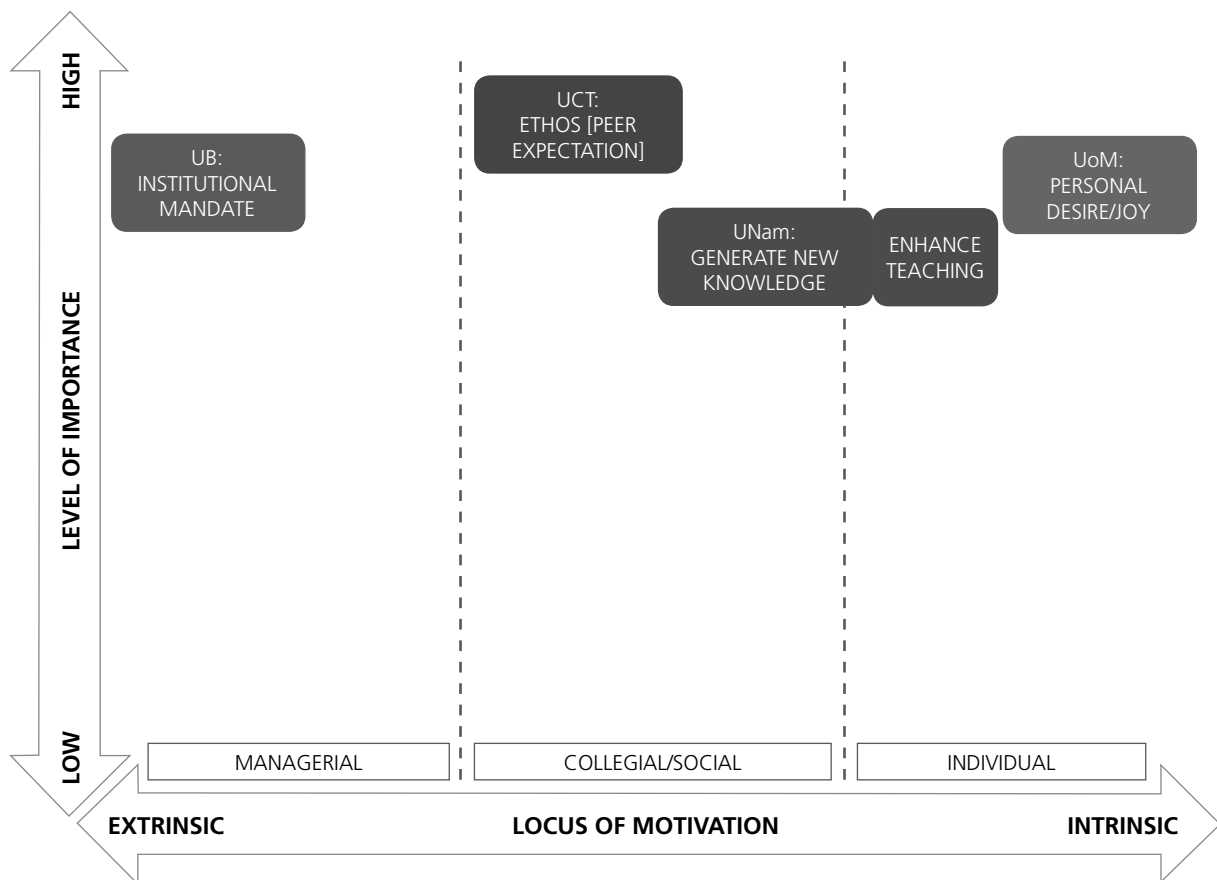 HIGH
LEVEL OF IMPORTANCE
LOW
UB:
INSTITUTIONAL
MANDATE
UCT:
ETHOS [PEER
EXPECTATION]
UNam:
GENERATE NEW
KNOWLEDGE
ENHANCE
TEACHING
UoM:
PERSONAL
DESIRE/JOY
MANAGERIAL
COLLEGIAL/SOCIAL
INDIVIDUAL
EXTRINSIC
LOCUS OF MOTIVATION
INTRINSIC